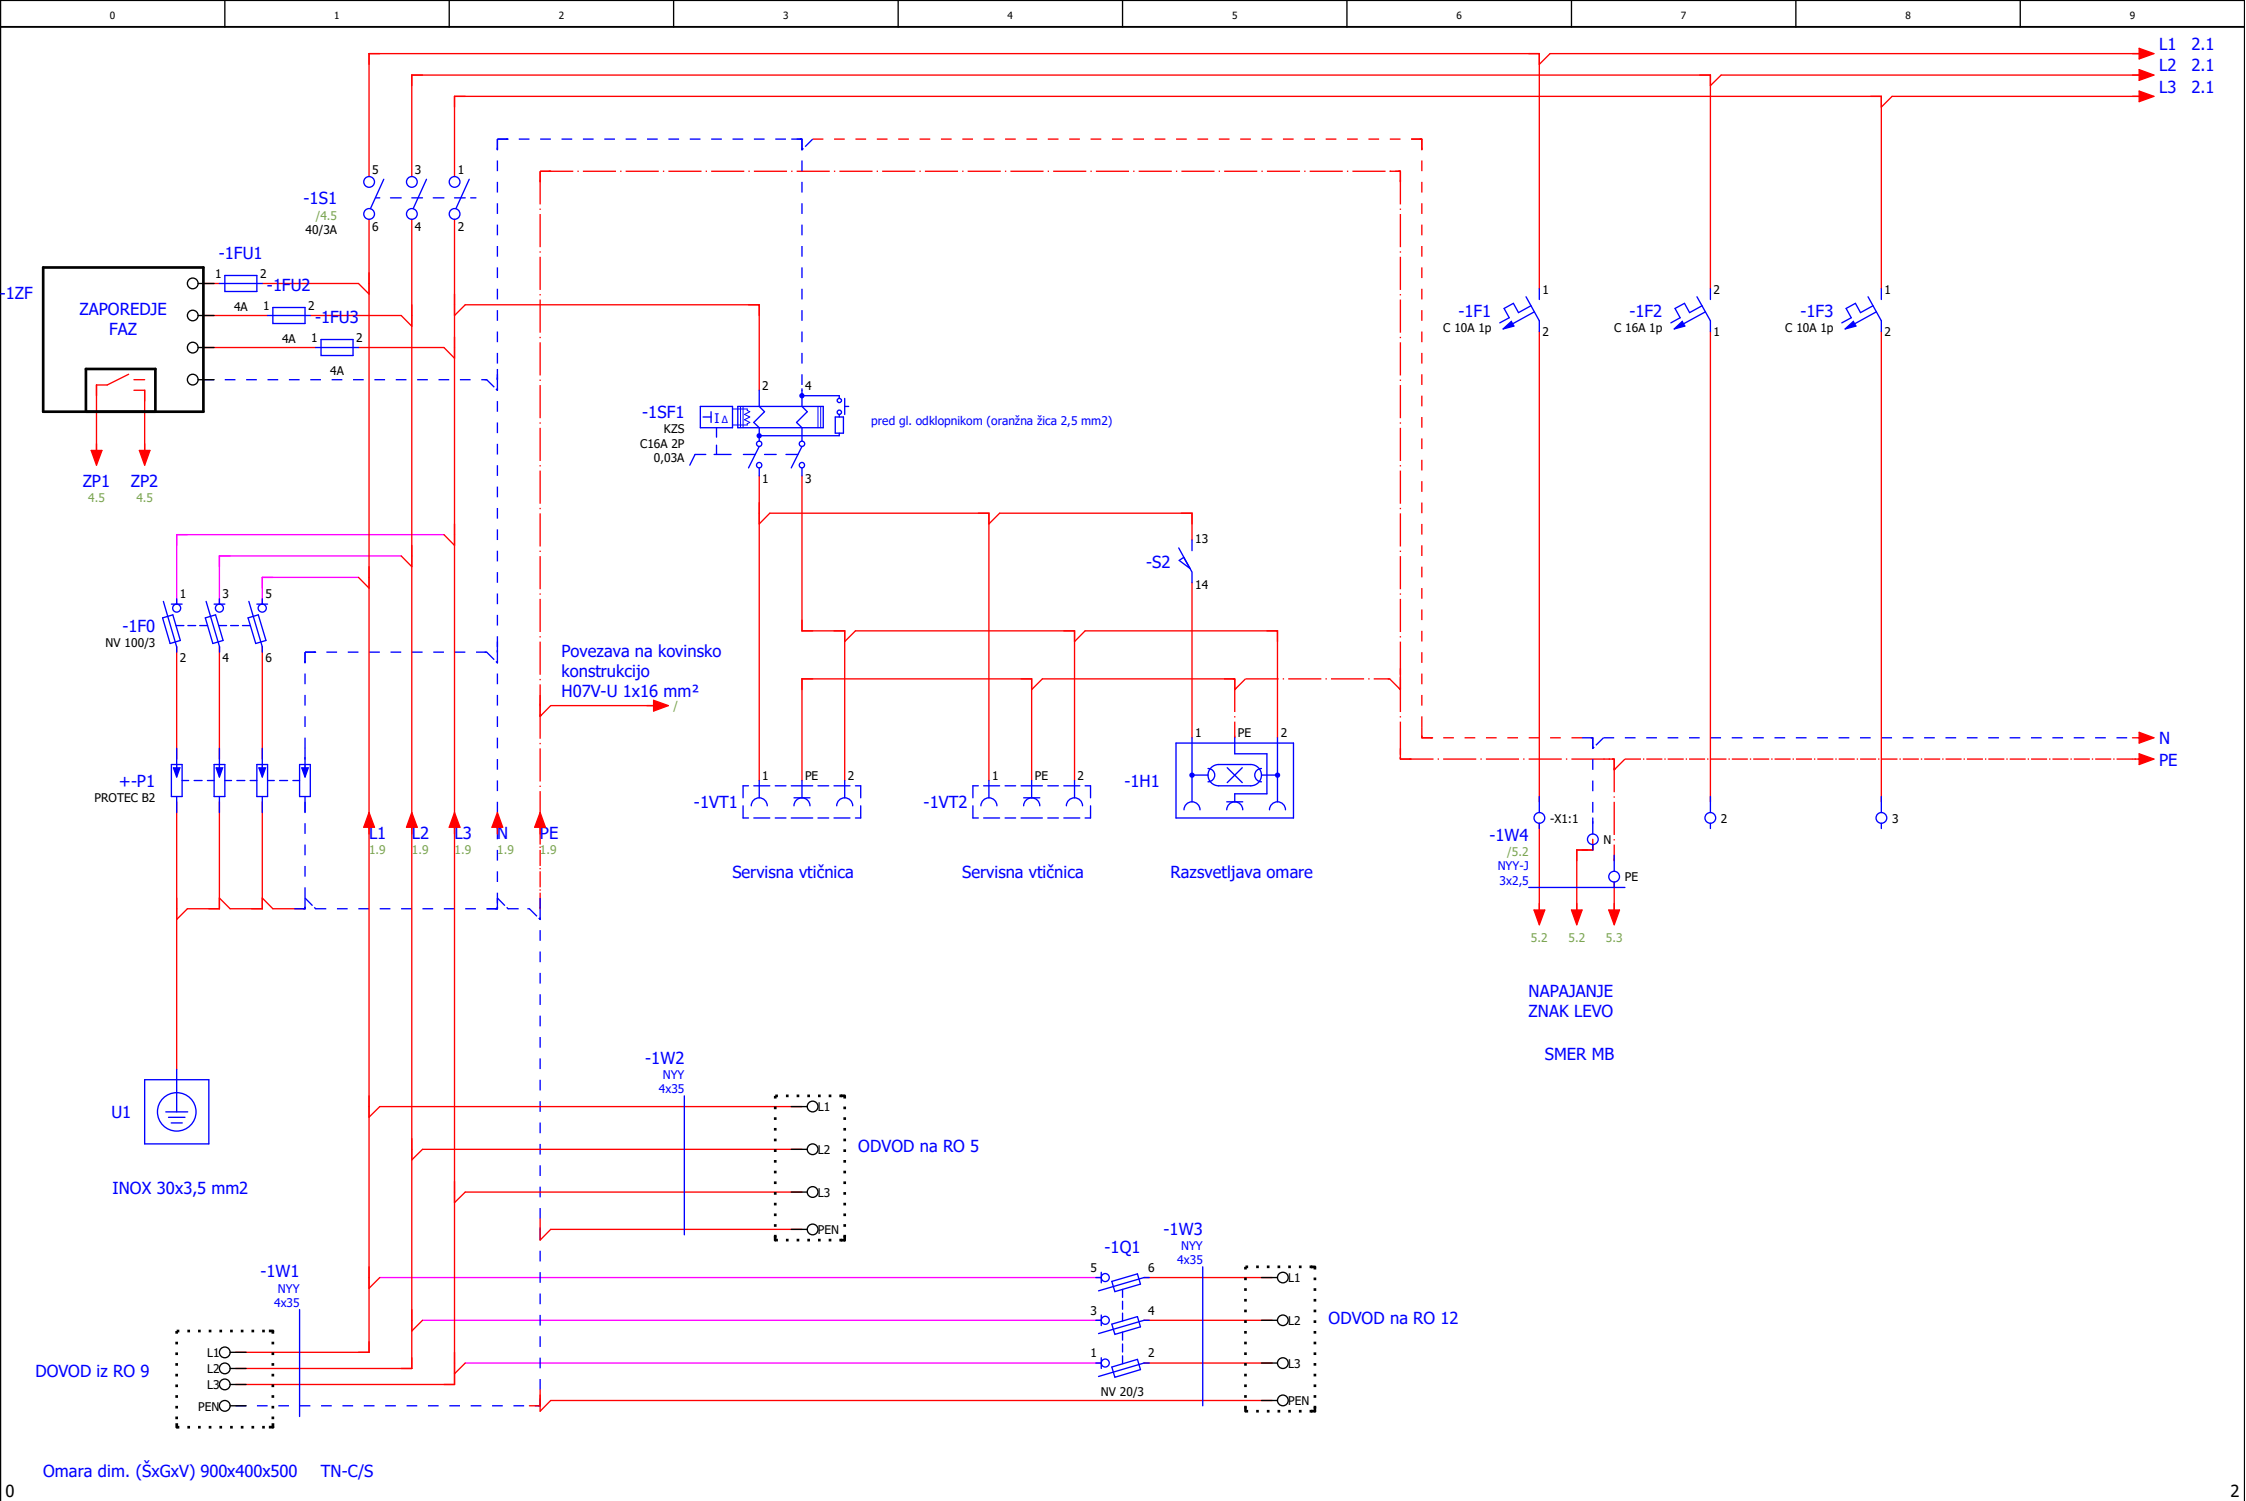 0 1 2 3 4 5 6 7 8 9
L1 2.1
L2 2.1
L3 2.1
5 3 1
-1S1
/4.5
40/3A
6 4 2
-1FU1
1 2
-1FU2
4A 1 2
-1FU3
4A 1 2
4A
-1ZF
ZAPOREDJE
FAZ
ZP1 ZP2
4.5 4.5
-1F1
C 10A 1p
1
2
-1F2
C 16A 1p
2
1
-1F3
C 10A 1p
1
2
2 4
-1SF1
KZS
C16A 2P
0,03A
I Δ
1 3
pred gl. odklopnikom (oranžna žica 2,5 mm2)
13
-S2
14
1 3 5
-1F0
NV 100/3
2 4 6
Povezava na kovinsko
konstrukcijo
H07V-U 1x16 mm²
/
+-P1
PROTEC B2
L1 L2 L3 N PE
1.9 1.9 1.9 1.9 1.9
1 PE 2
-1VT1
Servisna vtičnica
1 PE 2
-1VT2
Servisna vtičnica
1 PE 2
-1H1
Razsvetljava omare
N
PE
-X1:1
2
3
-1W4
/5.2
NYY-J
3x2,5
N
PE
5.2 5.2 5.3
NAPAJANJE
ZNAK LEVO
SMER MB
U1
INOX 30x3,5 mm2
-1W2
NYY
4x35
L1
L2
L3
PEN
ODVOD na RO 5
-1W3
NYY
4x35
-1Q1
5 6
3 4
1 2
NV 20/3
L1
L2
L3
PEN
ODVOD na RO 12
-1W1
NYY
4x35
DOVOD iz RO 9
L1
L2
L3
PEN
Omara dim. (ŠxGxV) 900x400x500 TN-C/S
0 2